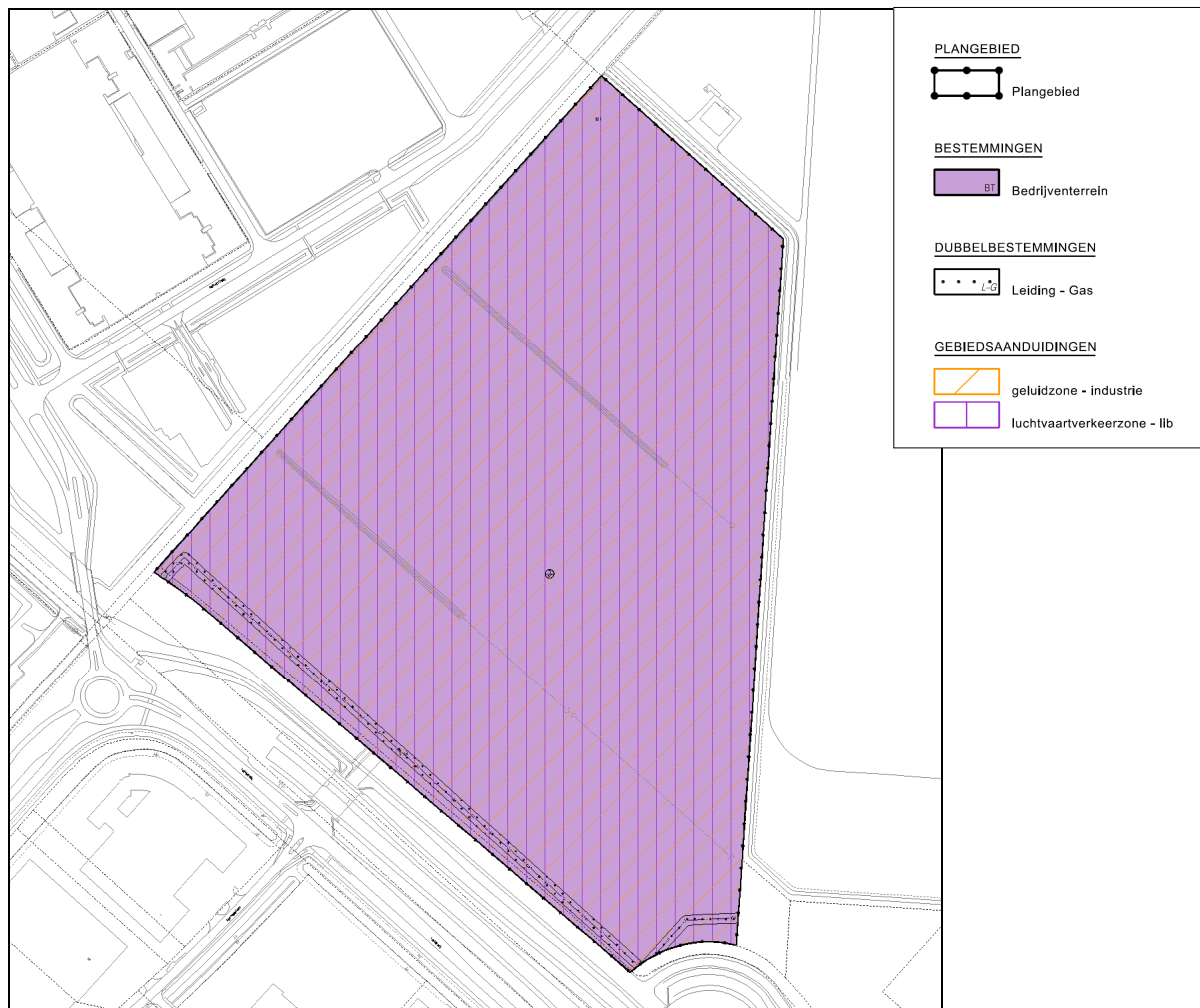 PLANGEBIED
Plangebied
BESTEMMINGEN
BT
Bedrijventerrein
DUBBELBESTEMMINGEN
L-G
Leiding - Gas
GEBIEDSAANDUIDINGEN
geluidzone - industrie
luchtvaartverkeerzone - lib